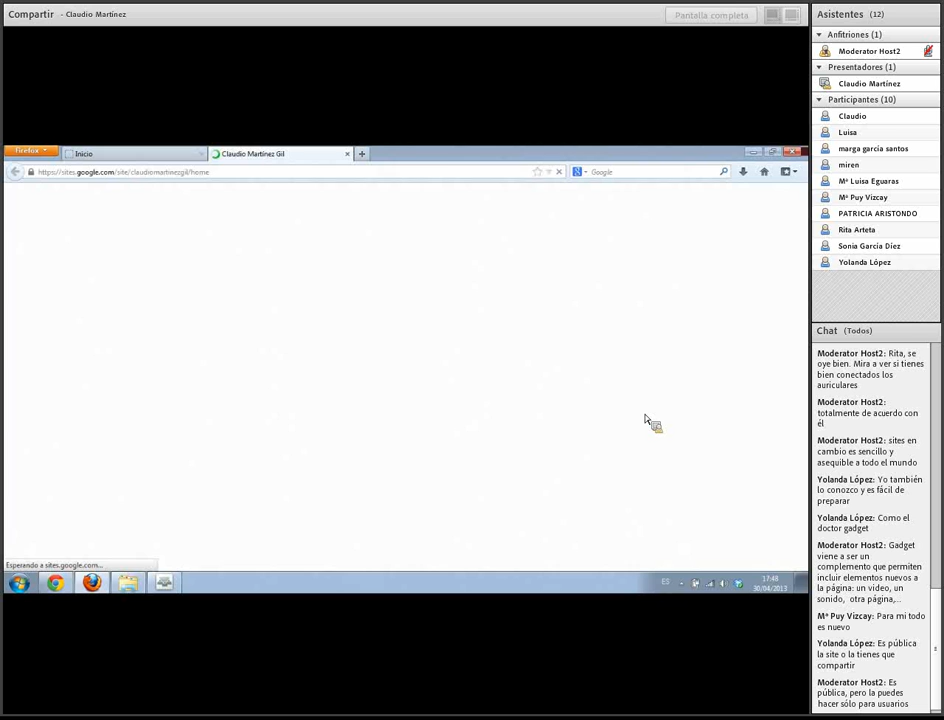 Compartir - Claudio Martínez
Pantalla completa
Asistentes (12)
Anfitriones (1)
Moderator Host2
Presentadores (1)
Claudio Martínez
Participantes (10)
Claudio
Luisa
marga garcía santos
miren
Mª Luisa Eguaras
Mª Puy Vizcay
PATRICIA ARISTONDO
Rita Arteta
Sonia García Díez
Yolanda López
Firefox
Inicio
Claudio Martínez Gil
https://sites.google.com/site/claudiomartinezgil/home
Google
Esperando a sites.google.com...
ES
17:48
30/04/2013
Chat (Todos)
Moderator Host2: Rita, se
oye bien. Mira a ver si tienes
bien conectados los
auriculares
Moderator Host2:
totalmente de acuerdo con
él
Moderator Host2: sites en
cambio es sencillo y
asequible a todo el mundo
Yolanda López: Yo también
lo conozco y es fácil de
preparar
Yolanda López: Como el
doctor gadget
Moderator Host2: Gadget
viene a ser un
complemento que permiten
incluir elementos nuevos a
la página: un video, un
sonido, otra página,...
Mª Puy Vizcay: Para mi todo
es nuevo
Yolanda López: Es pública
la site o la tienes que
compartir
Moderator Host2: Es
pública, pero la puedes
hacer sólo para usuarios